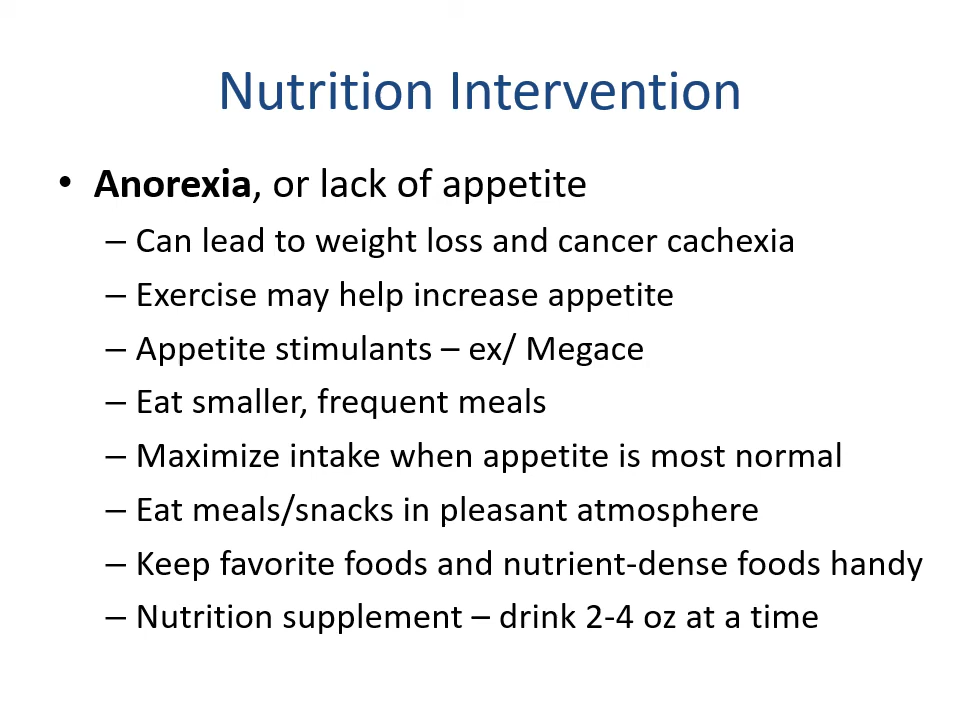 Nutrition Intervention
• Anorexia, or lack of appetite
– Can lead to weight loss and cancer cachexia
– Exercise may help increase appetite
– Appetite stimulants – ex/ Megace
– Eat smaller, frequent meals
– Maximize intake when appetite is most normal
– Eat meals/snacks in pleasant atmosphere
– Keep favorite foods and nutrient-dense foods handy
– Nutrition supplement – drink 2-4 oz at a time